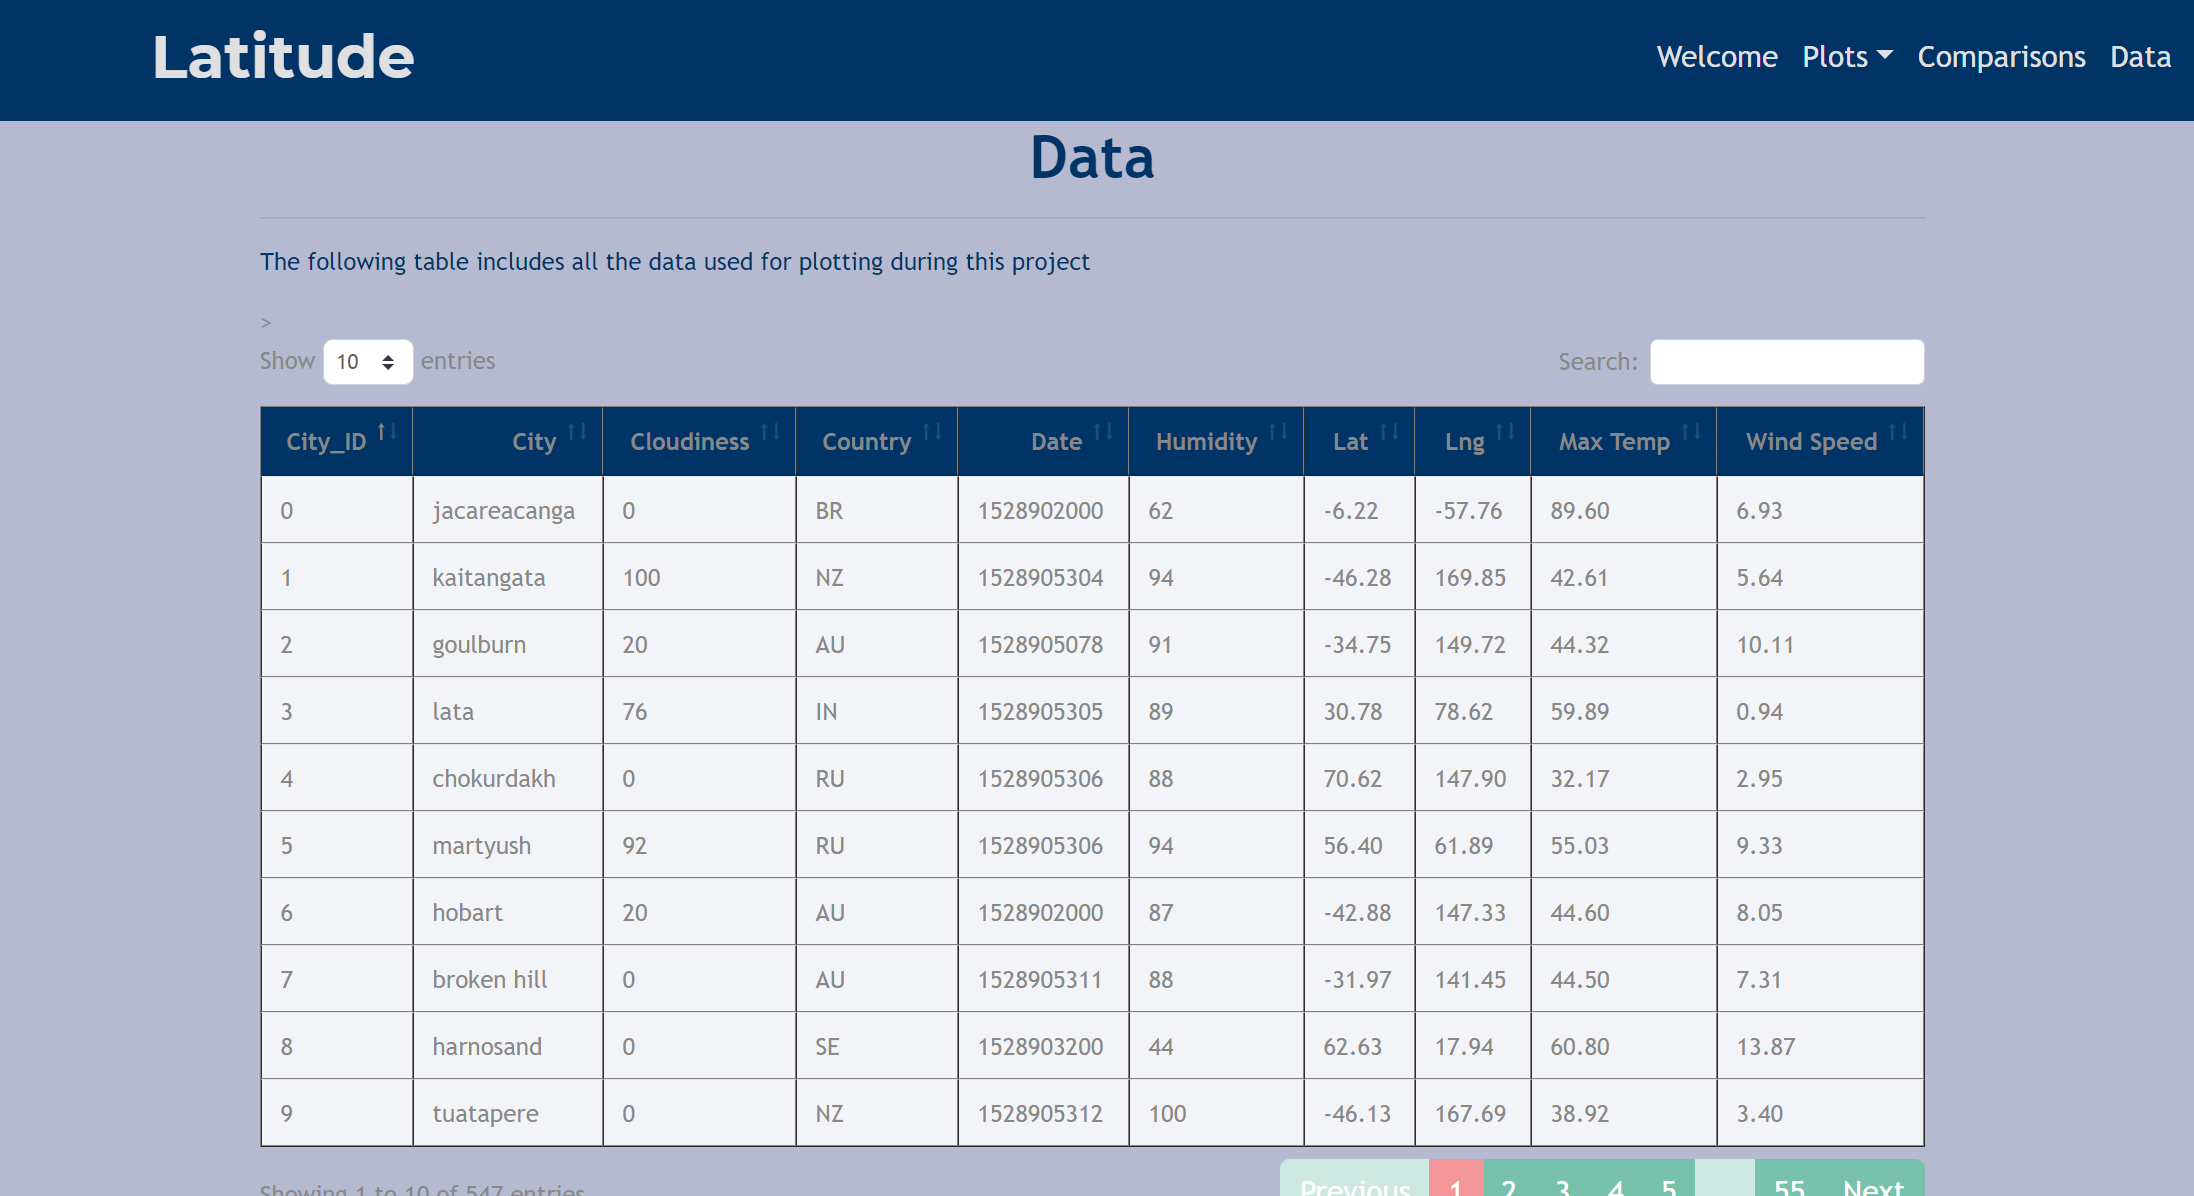 Latitude
Welcome Plots Comparisons Data
Data
The following table includes all the data used for plotting during this project
>
Show 10 entries Search:
City_ID City Cloudiness Country Date Humidity Lat Lng Max Temp Wind Speed
0 jacareacanga 0 BR 1528902000 62 -6.22 -57.76 89.60 6.93
1 kaitangata 100 NZ 1528905304 94 -46.28 169.85 42.61 5.64
2 goulburn 20 AU 1528905078 91 -34.75 149.72 44.32 10.11
3 lata 76 IN 1528905305 89 30.78 78.62 59.89 0.94
4 chokurdakh 0 RU 1528905306 88 70.62 147.90 32.17 2.95
5 martyush 92 RU 1528905306 94 56.40 61.89 55.03 9.33
6 hobart 20 AU 1528902000 87 -42.88 147.33 44.60 8.05
7 broken hill 0 AU 1528905311 88 -31.97 141.45 44.50 7.31
8 harnosand 0 SE 1528903200 44 62.63 17.94 60.80 13.87
9 tuatapere 0 NZ 1528905312 100 -46.13 167.69 38.92 3.40
Showing 1 to 10 of 547 entries Previous 1 2 3 4 5 55 Next